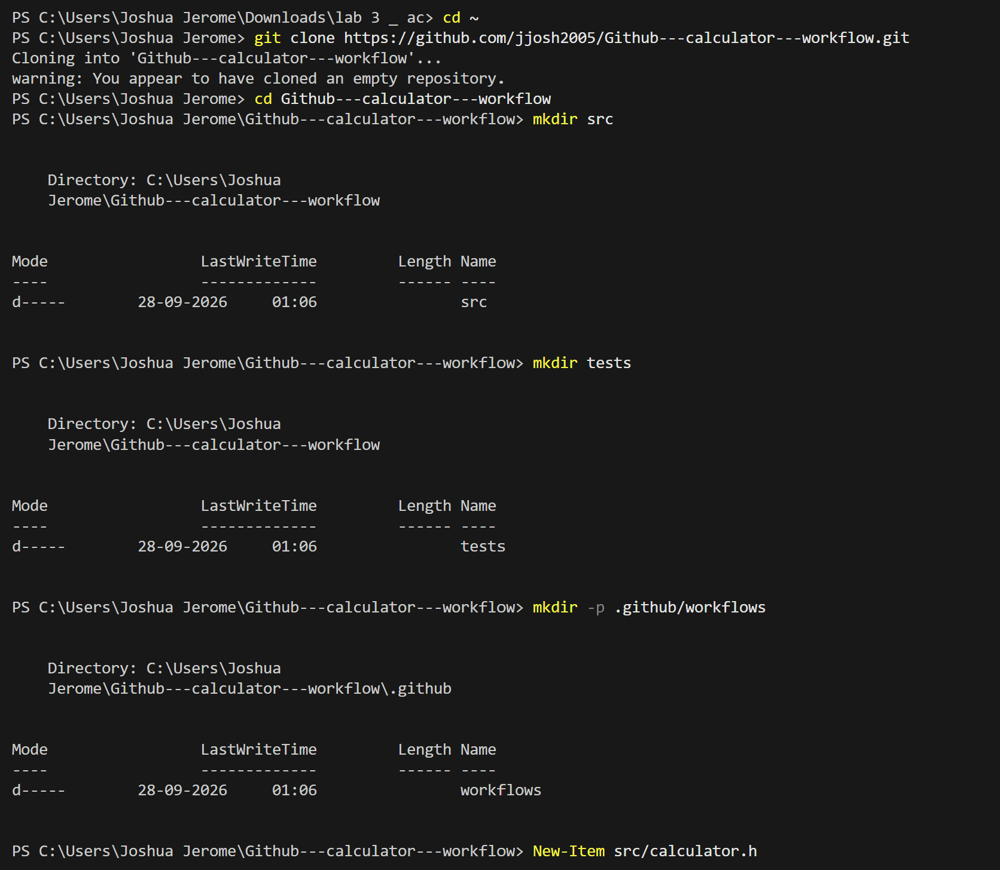 PS C:\Users\Joshua Jerome\Downloads\lab 3 _ ac> cd ~
PS C:\Users\Joshua Jerome> git clone https://github.com/jjosh2005/Github---calculator---workflow.git
Cloning into 'Github---calculator---workflow'...
warning: You appear to have cloned an empty repository.
PS C:\Users\Joshua Jerome> cd Github---calculator---workflow
PS C:\Users\Joshua Jerome\Github---calculator---workflow> mkdir src
    Directory: C:\Users\Joshua
    Jerome\Github---calculator---workflow
Mode                 LastWriteTime         Length Name
----                 -------------         ------ ----
d-----        28-09-2026     01:06                src
PS C:\Users\Joshua Jerome\Github---calculator---workflow> mkdir tests
    Directory: C:\Users\Joshua
    Jerome\Github---calculator---workflow
Mode                 LastWriteTime         Length Name
----                 -------------         ------ ----
d-----        28-09-2026     01:06                tests
PS C:\Users\Joshua Jerome\Github---calculator---workflow> mkdir -p .github/workflows
    Directory: C:\Users\Joshua
    Jerome\Github---calculator---workflow\.github
Mode                 LastWriteTime         Length Name
----                 -------------         ------ ----
d-----        28-09-2026     01:06                workflows
PS C:\Users\Joshua Jerome\Github---calculator---workflow> New-Item src/calculator.h